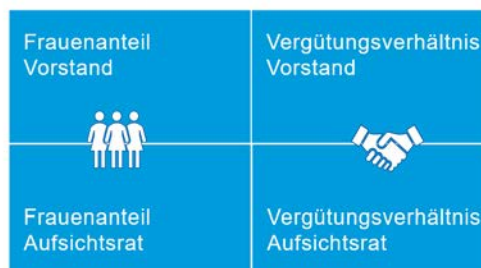 Frauenanteil
Vorstand
Vergütungsverhältnis
Vorstand
Frauenanteil
Aufsichtsrat
Vergütungsverhältnis
Aufsichtsrat